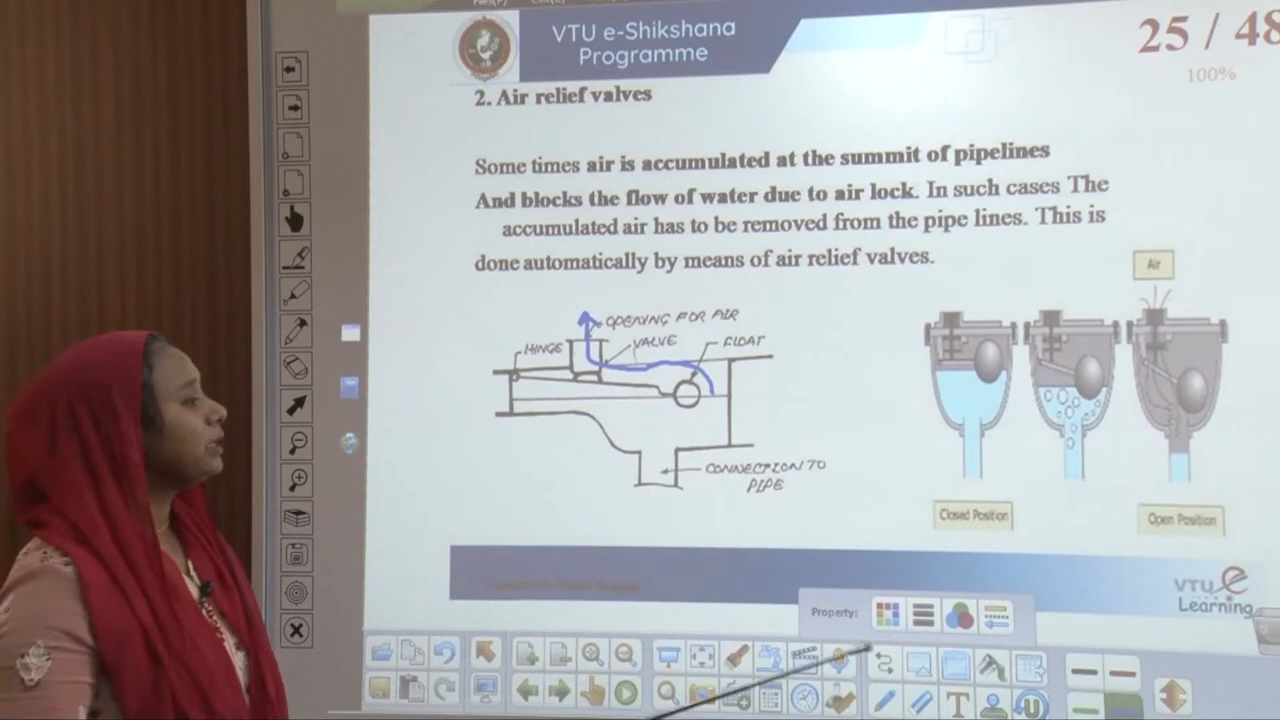 VTU e-Shikshana
Programme
25 / 48
100%
2. Air relief valves
Some times air is accumulated at the summit of pipelines
And blocks the flow of water due to air lock. In such cases The
accumulated air has to be removed from the pipe lines. This is
done automatically by means of air relief valves.
Air
OPENING FOR AIR
HINGE
VALVE
FLOAT
CONNECTION TO
PIPE
Closed Position
Open Position
VTU e
Learning
Property: